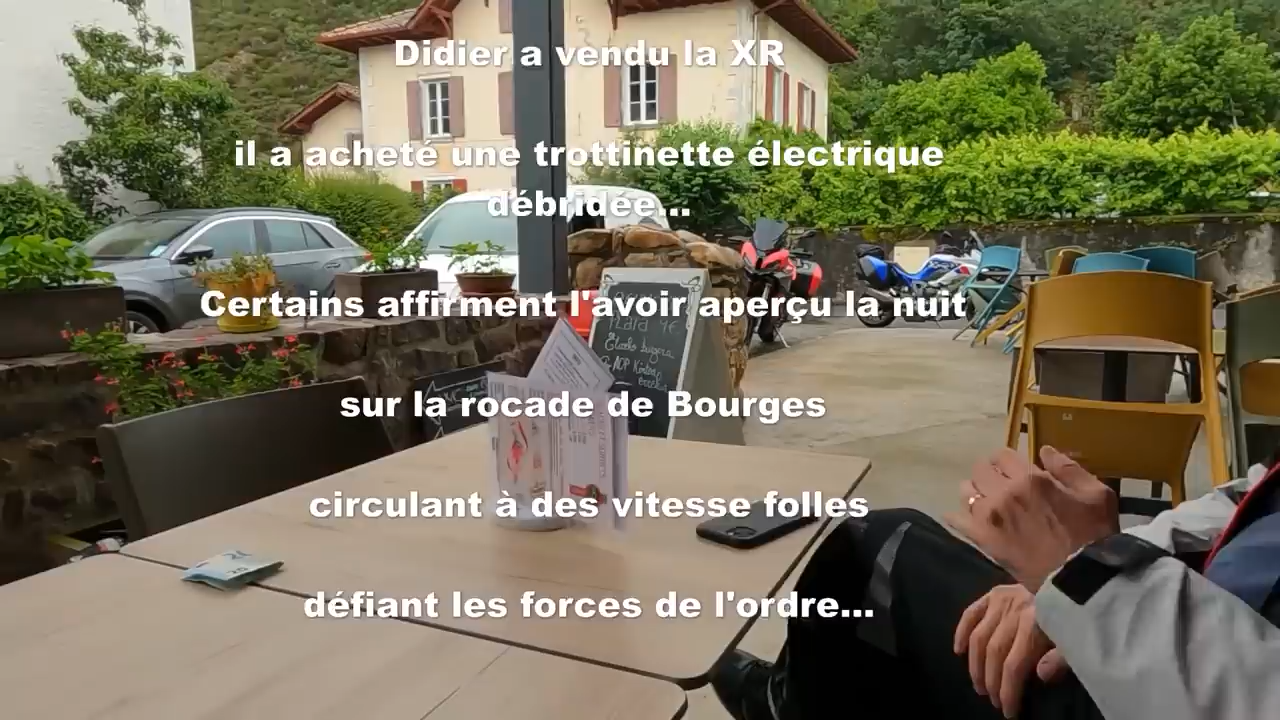 Didier a vendu la XR
il a acheté une trottinette électrique
débridée...
Certains affirment l'avoir aperçu la nuit
sur la rocade de Bourges
circulant à des vitesse folles
défiant les forces de l'ordre...
20